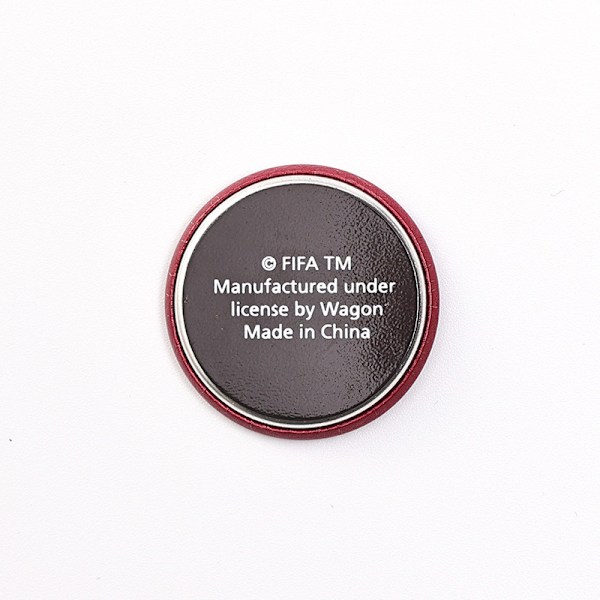 © FIFA TM
Manufactured under
license by Wagon
Made in China